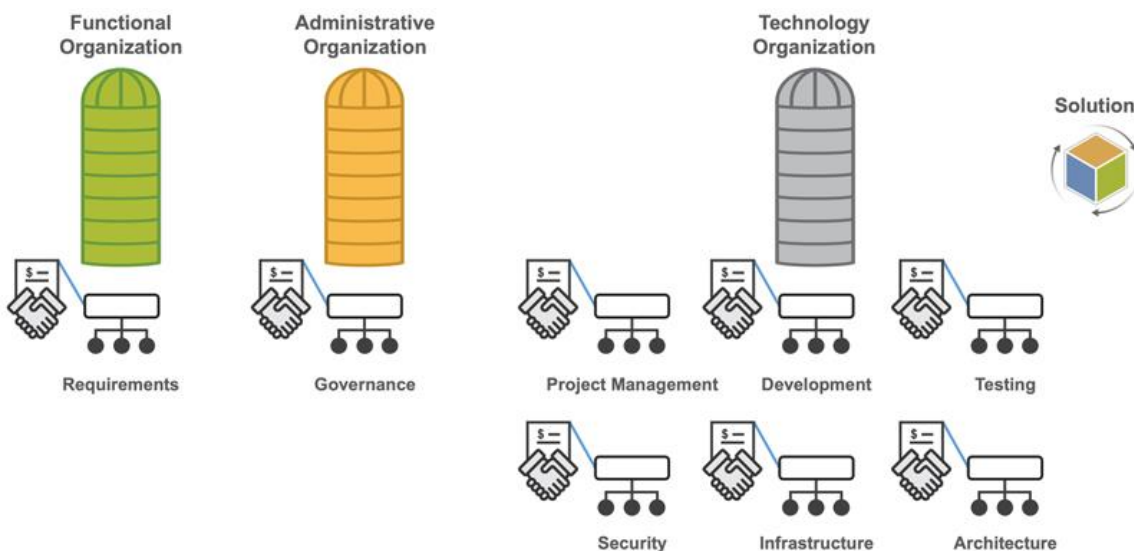 Functional
Organization
Administrative
Organization
Technology
Organization
Solution
$
$
$
$
$
Requirements
Governance
Project Management
Development
Testing
$
$
$
Security
Infrastructure
Architecture